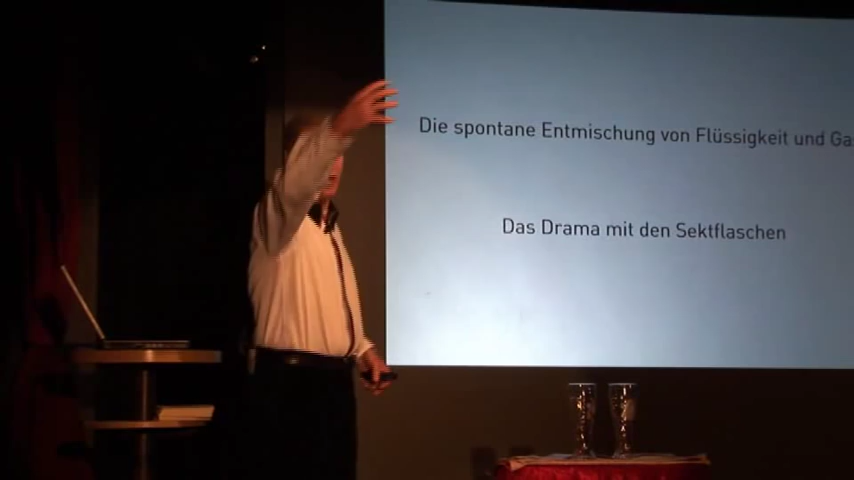 Die spontane Entmischung von Flüssigkeit und Ga
Das Drama mit den Sektflaschen